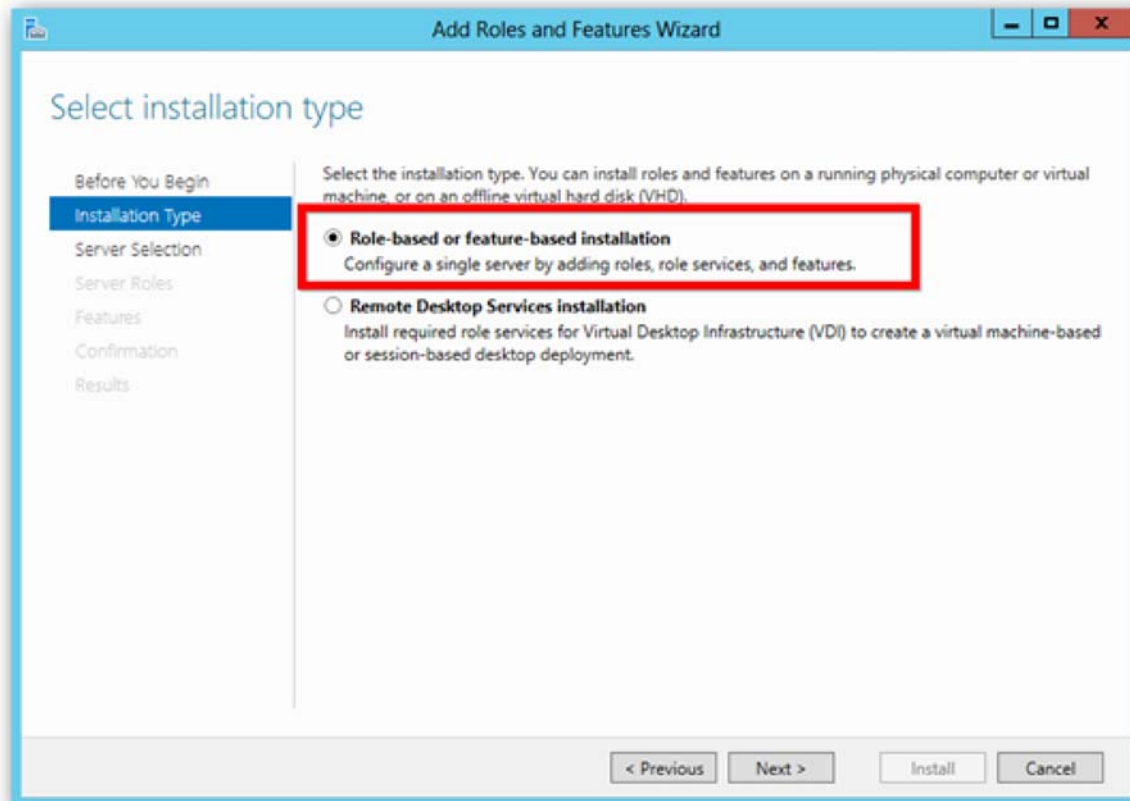 Add Roles and Features Wizard
Select installation type
Before You Begin
Installation Type
Server Selection
Server Roles
Features
Confirmation
Results
Select the installation type. You can install roles and features on a running physical computer or virtual
machine, or on an offline virtual hard disk (VHD).
Role-based or feature-based installation
Configure a single server by adding roles, role services, and features.
Remote Desktop Services installation
Install required role services for Virtual Desktop Infrastructure (VDI) to create a virtual machine-based
or session-based desktop deployment.
< Previous
Next >
Install
Cancel